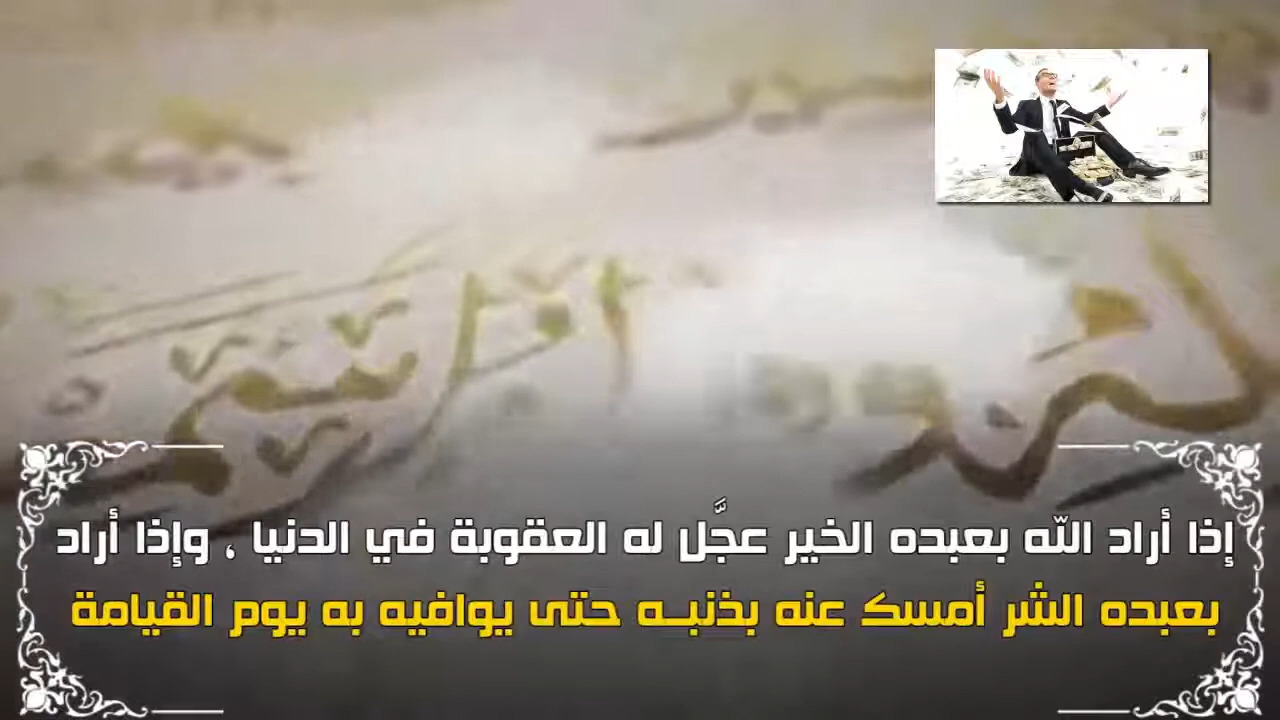 إذا أراد الله بعبده الخير عجَّل له العقوبة في الدنيا ، وإذا أراد
بعبده الشر أمسك عنه بذنبــه حتى يوافيه به يوم القيامة